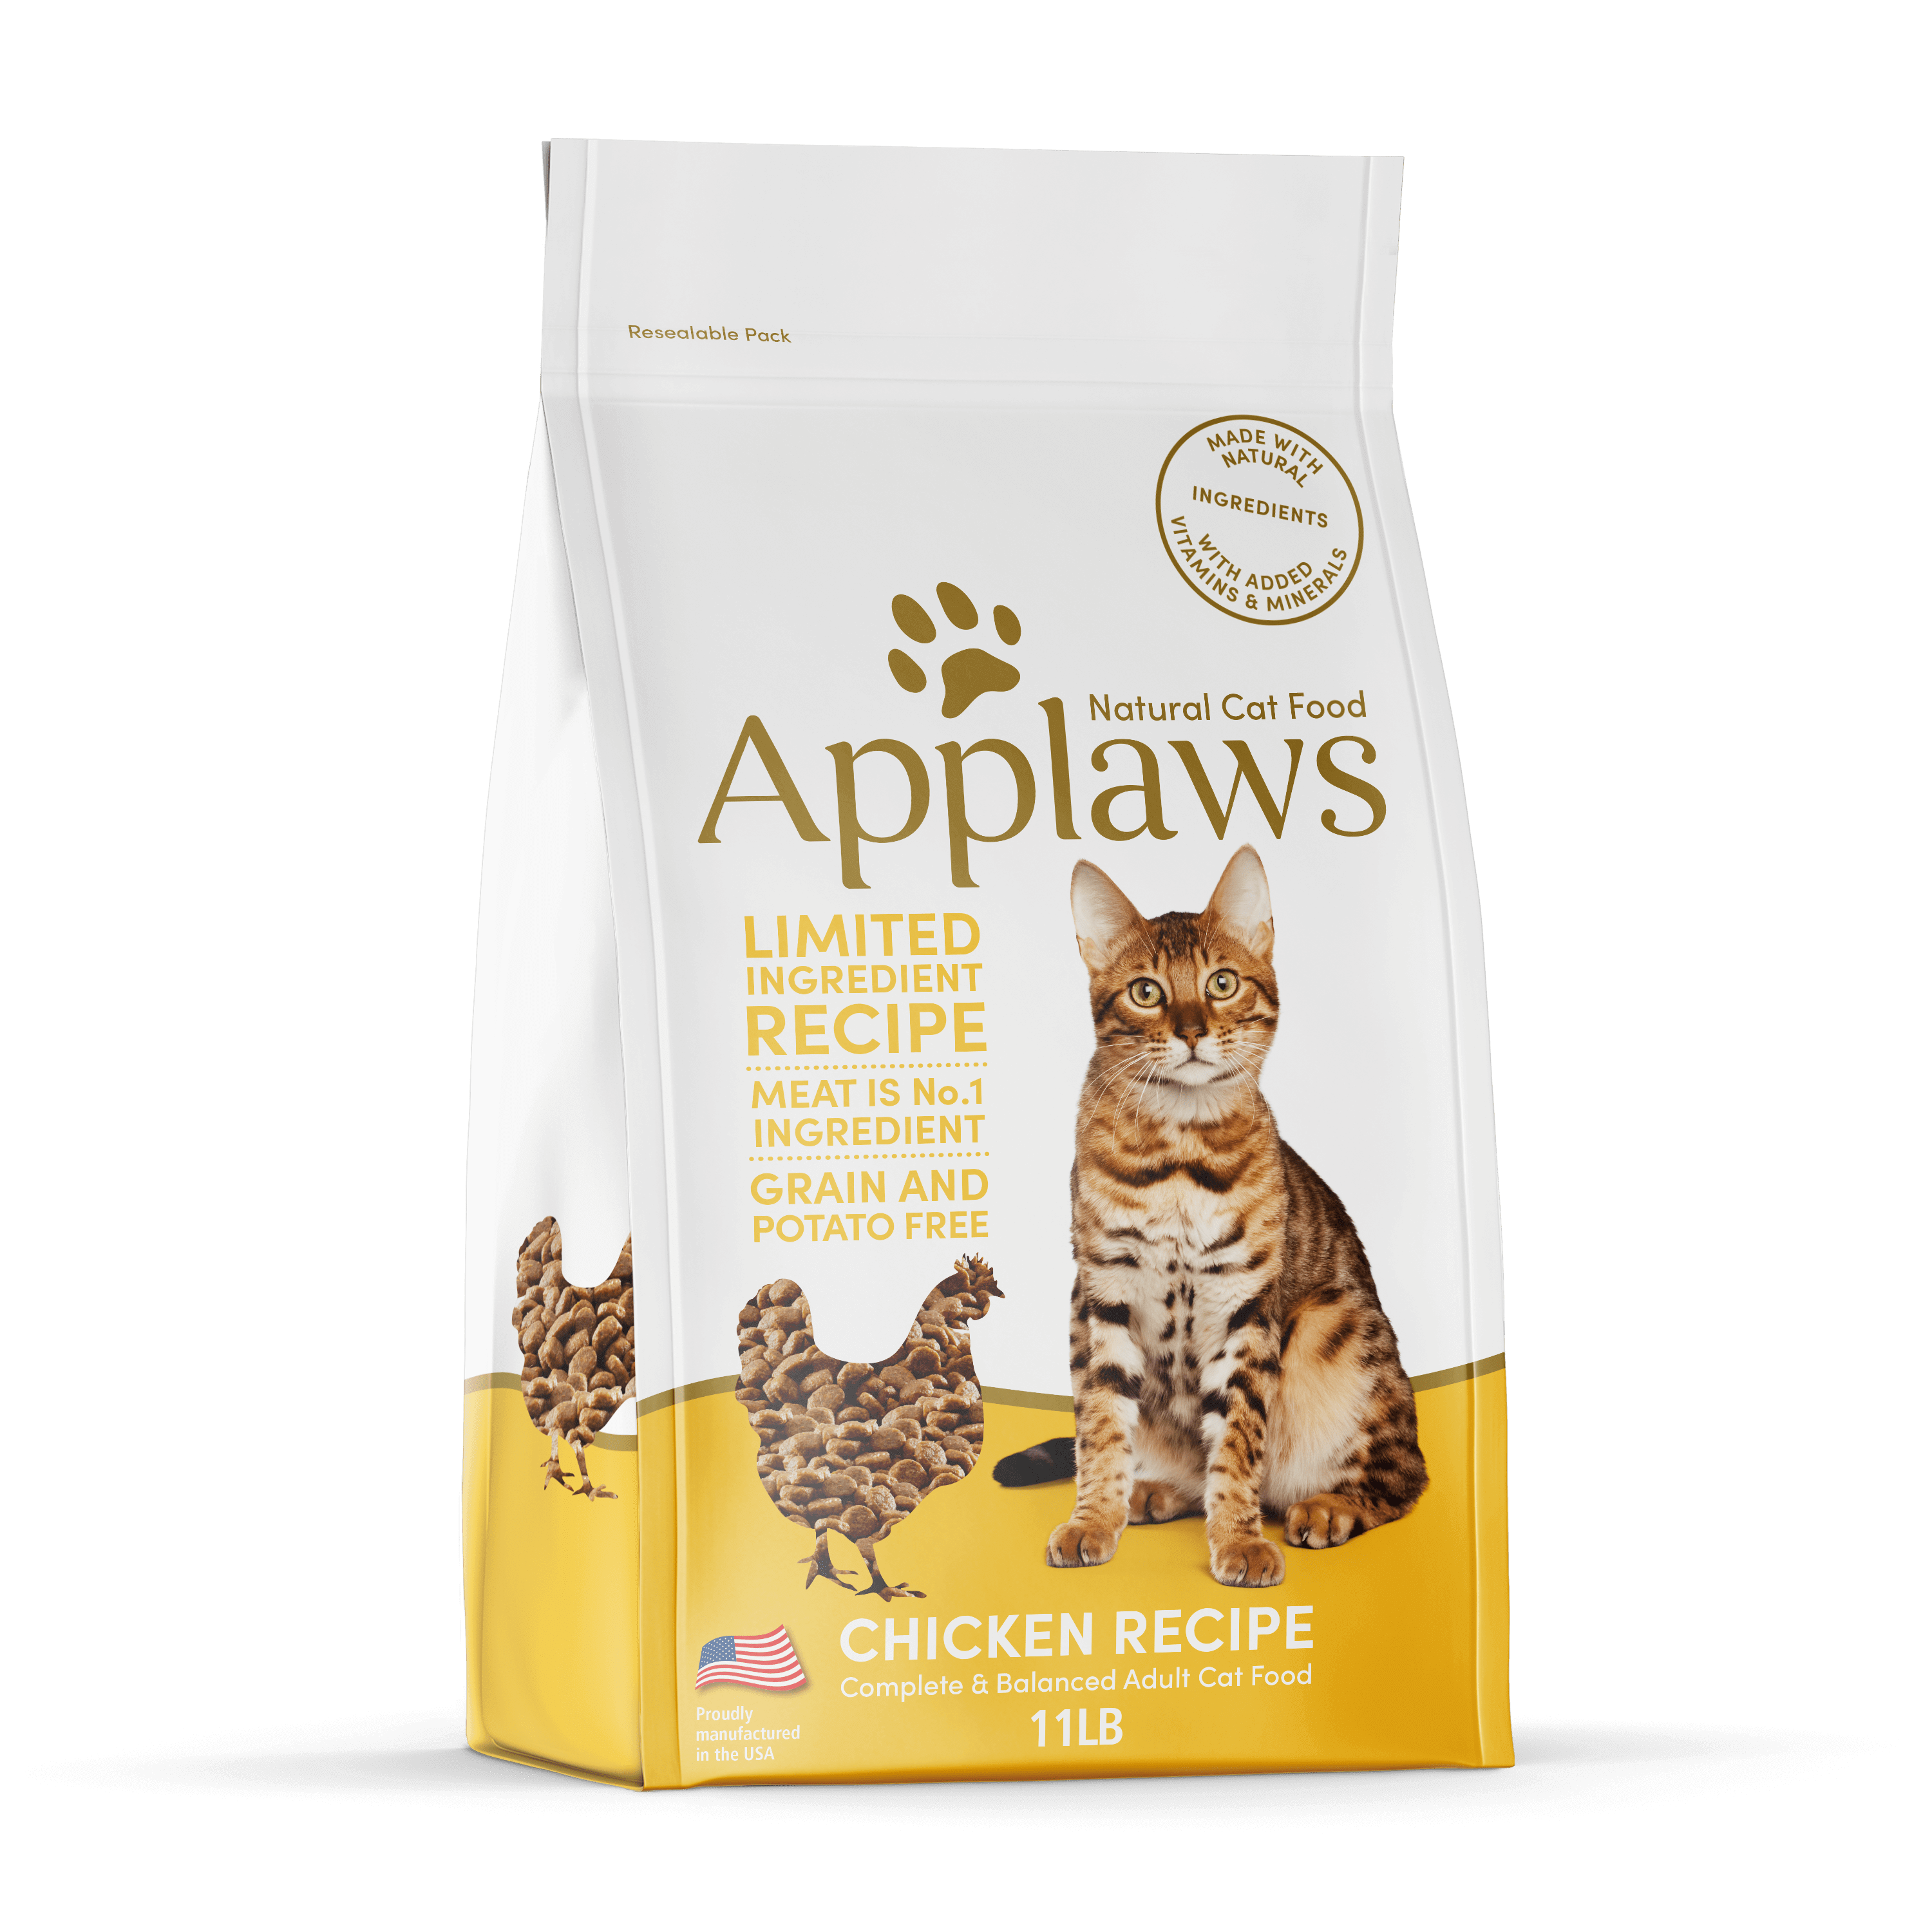 Resealable Pack
MADE WITH
NATURAL
INGREDIENTS
WITH ADDED
VITAMINS & MINERALS
Natural Cat Food
Applaws
LIMITED
INGREDIENT
RECIPE
MEAT IS No.1
INGREDIENT
GRAIN AND
POTATO FREE
CHICKEN RECIPE
Complete & Balanced Adult Cat Food
11LB
Proudly
manufactured
in the USA